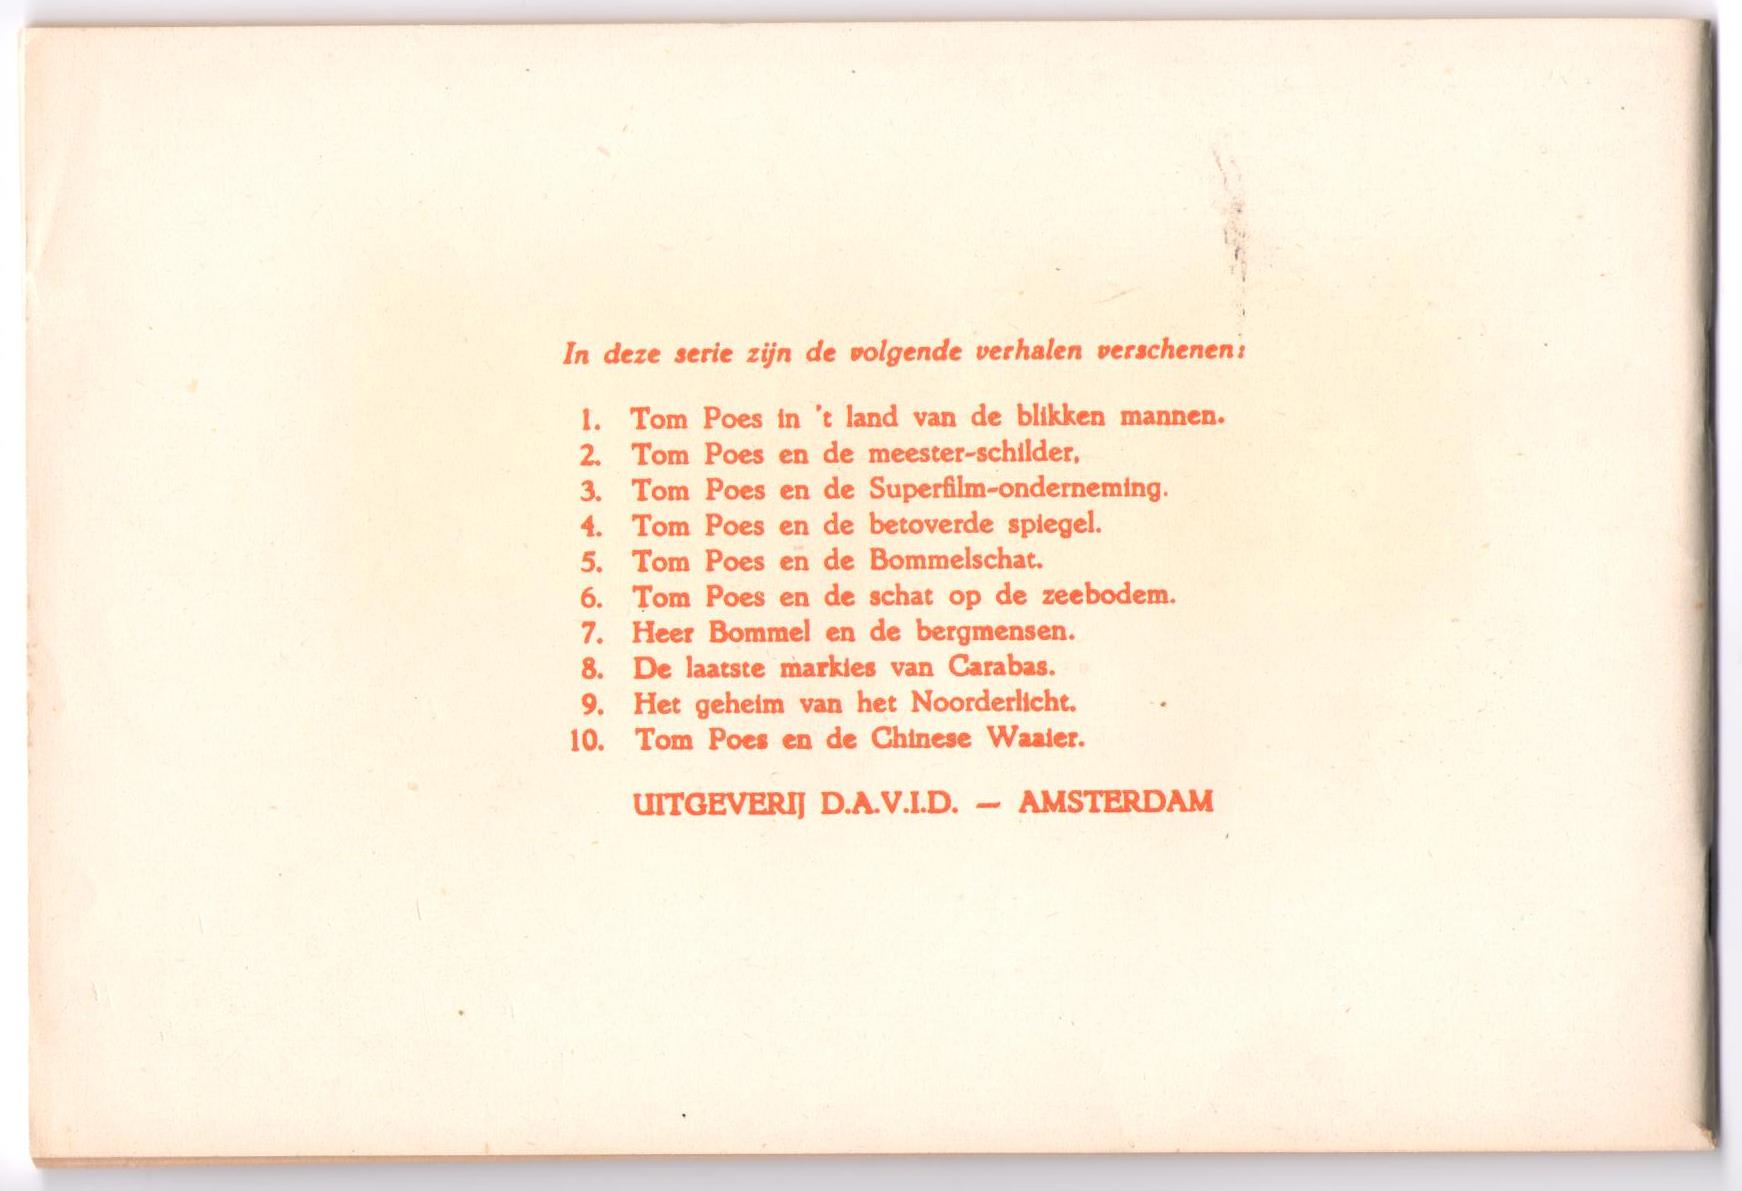 In deze serie zijn de volgende verhalen verschenen:
1. Tom Poes in 't land van de blikken mannen.
2. Tom Poes en de meester-schilder,
3. Tom Poes en de Superfilm-onderneming.
4. Tom Poes en de betoverde spiegel.
5. Tom Poes en de Bommelschat.
6. Tom Poes en de schat op de zeebodem.
7. Heer Bommel en de bergmensen.
8. De laatste markies van Carabas.
9. Het geheim van het Noorderlicht.
10. Tom Poes en de Chinese Waaier.
UITGEVERIJ D.A.V.I.D. — AMSTERDAM